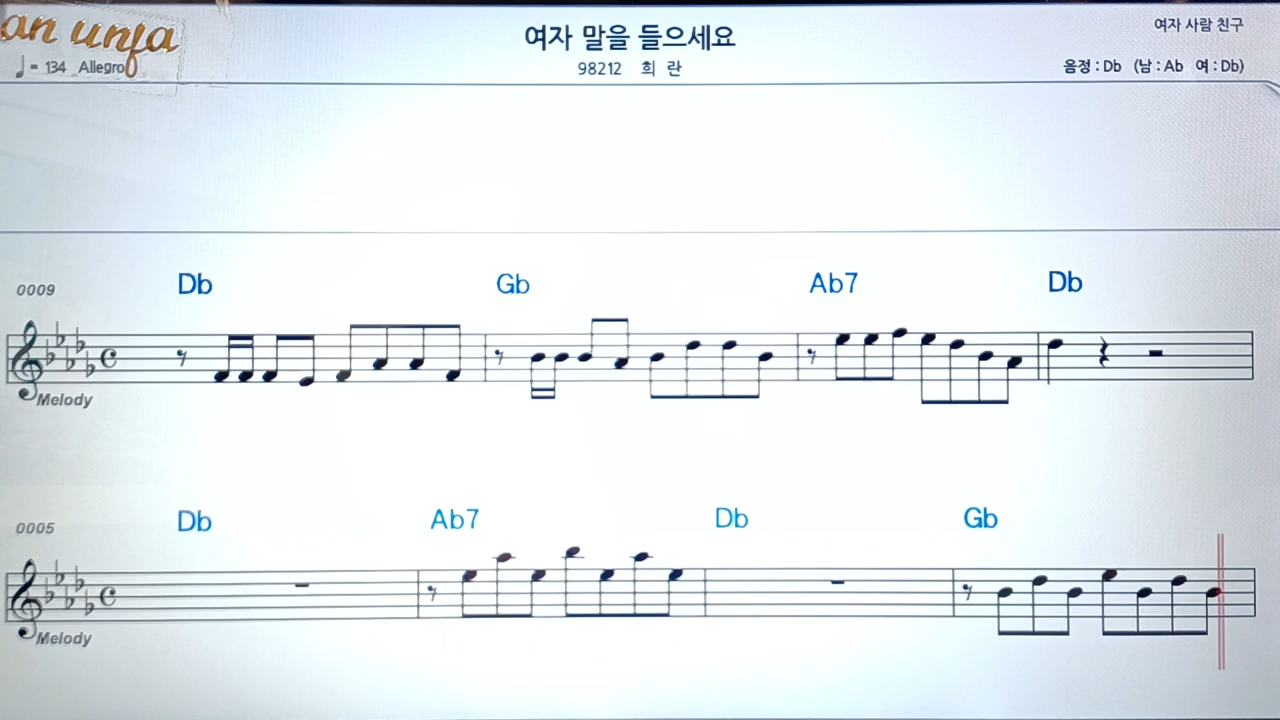 an unfa
여자 말을 들으세요
여자 사람 친구
♩= 134 Allegro
98212 희 란
음정 : Db (남 : Ab 여 : Db)
0009 Db Gb Ab7 Db
Melody
0005 Db Ab7 Db Gb
Melody